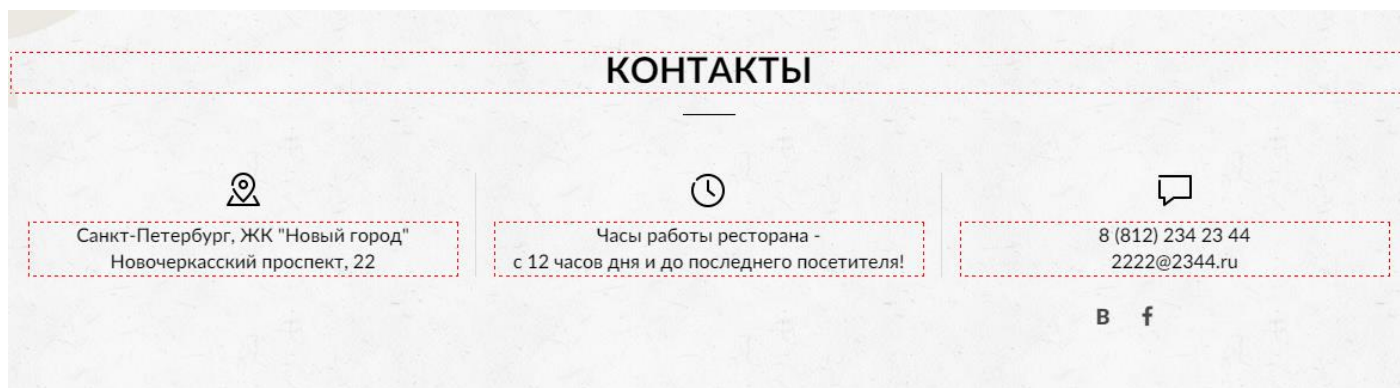 КОНТАКТЫ
Санкт-Петербург, ЖК "Новый город"
Новочеркасский проспект, 22
Часы работы ресторана -
с 12 часов дня и до последнего посетителя!
8 (812) 234 23 44
2222@2344.ru
В f